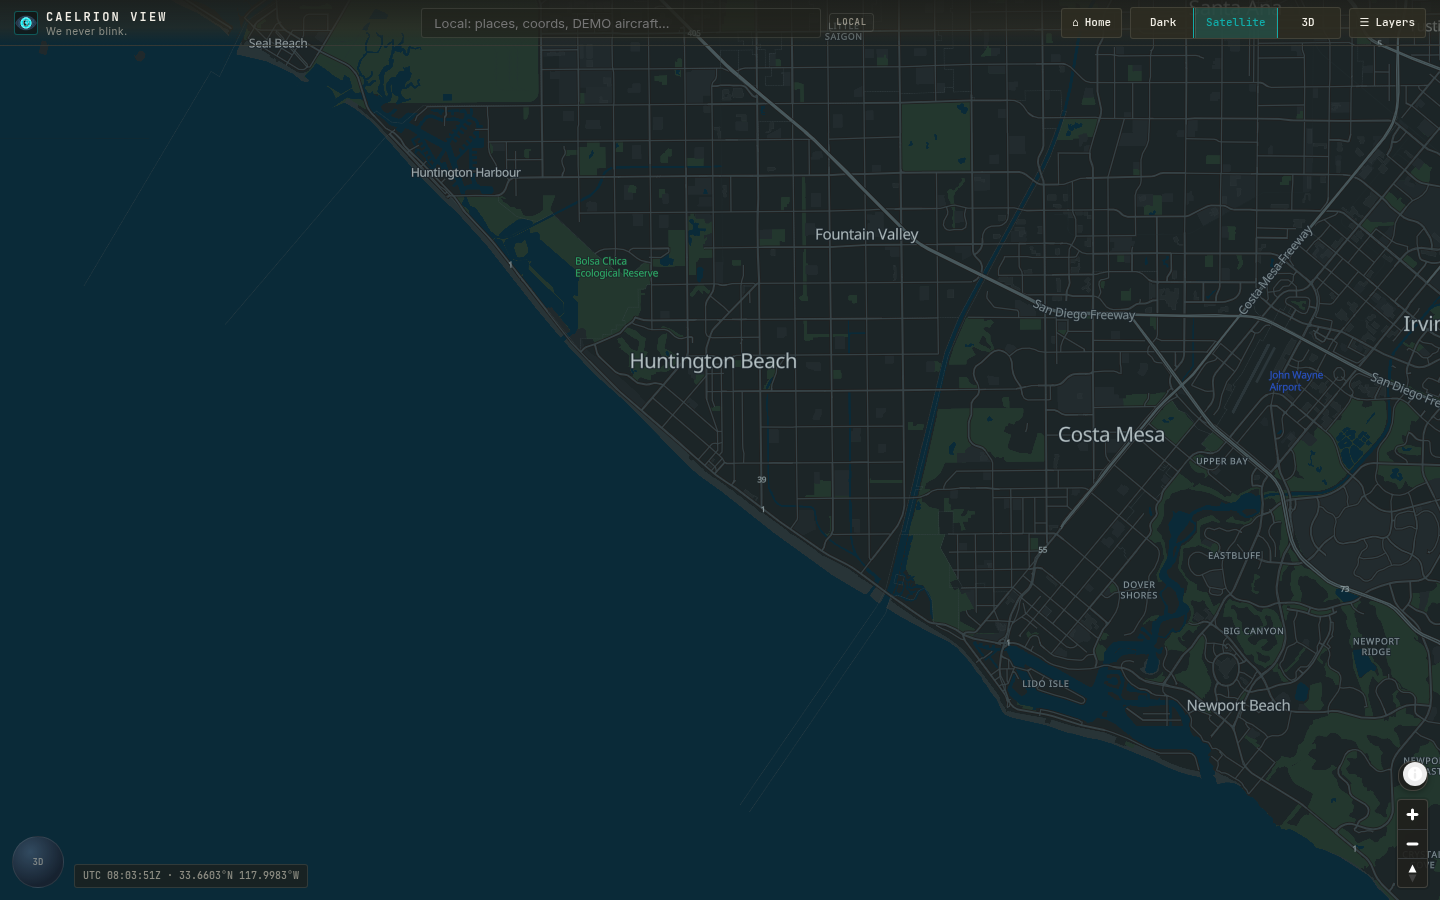 CAELRION VIEW
We never blink.
Local: places, coords, DEMO aircraft...
LOCAL
⌂ Home
Dark
Satellite
3D
☰ Layers
Santa Ana
SAIGON
Seal Beach
Huntington Harbour
Fountain Valley
Bolsa Chica
Ecological Reserve
1
Costa Mesa Freeway
San Diego Freeway
Irvin
Huntington Beach
John Wayne
Airport
San Diego Fre
Costa Mesa
UPPER BAY
39
1
55
EASTBLUFF
DOVER
SHORES
73
BIG CANYON
NEWPORT
RIDGE
1
LIDO ISLE
Newport Beach
1
3D
UTC 08:03:51Z · 33.6603°N 117.9983°W